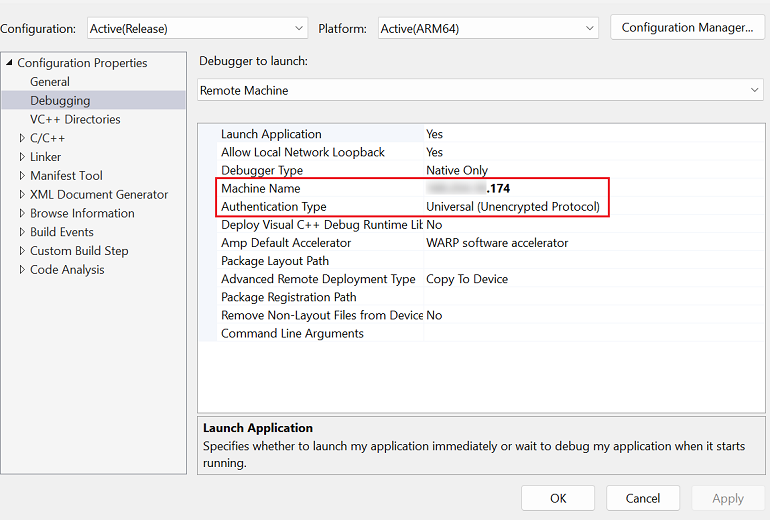 Configuration: Active(Release) Platform: Active(ARM64) Configuration Manager...
Configuration Properties
General
Debugging
VC++ Directories
C/C++
Linker
Manifest Tool
XML Document Generator
Browse Information
Build Events
Custom Build Step
Code Analysis
Debugger to launch:
Remote Machine
Launch Application Yes
Allow Local Network Loopback Yes
Debugger Type Native Only
Machine Name .174
Authentication Type Universal (Unencrypted Protocol)
Deploy Visual C++ Debug Runtime Lib No
Amp Default Accelerator WARP software accelerator
Package Layout Path
Advanced Remote Deployment Type Copy To Device
Package Registration Path
Remove Non-Layout Files from Device No
Command Line Arguments
Launch Application
Specifies whether to launch my application immediately or wait to debug my application when it starts
running.
OK Cancel Apply